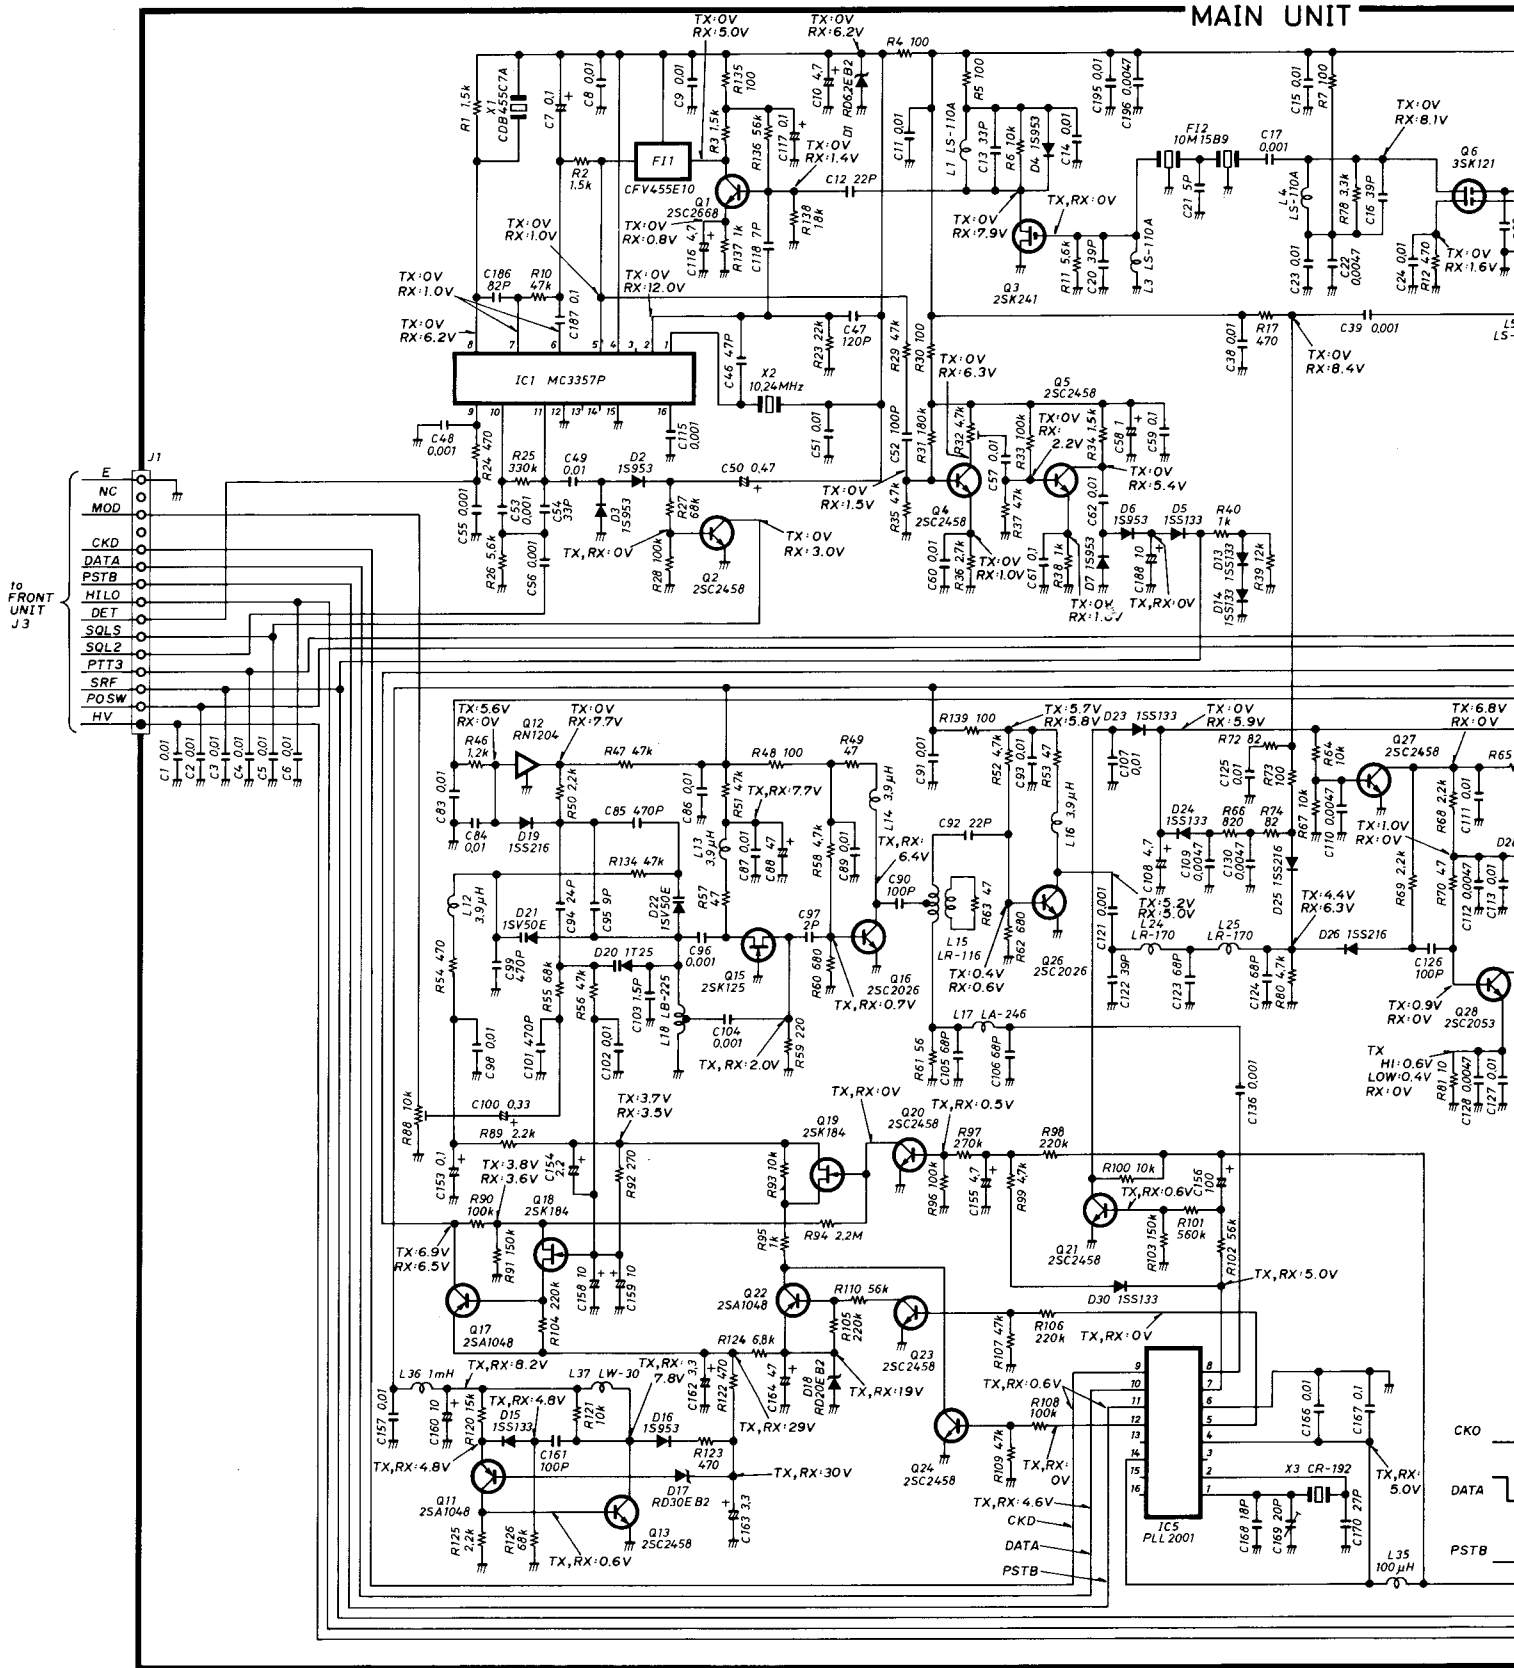 MAIN UNIT
TX:0V
RX:5.0V
TX:0V
RX:6.2V
R4 100
R1 1.5k
X1
CDB455C7A
C7 0.1
C8 0.01
C9 0.01
R135
100
R3 1.5k
R136 56k
C117 0.1
C10 4.7
D1 RD6.2EB2
C11 0.01
R5 100
L1 LS-110A
C13 33P
R6 10k
D4 1S953
C14 0.01
C195 0.01
C196 0.0047
C15 0.01
R7 100
TX:0V
RX:8.1V
FI2
10M15B9
C17
0.001
Q6
3SK121
R2
1.5k
FI1
CFV455E10
TX:0V
RX:1.4V
C12 22P
Q1
2SC2668
TX:0V
RX:1.0V
TX:0V
RX:0.8V
C116 4.7
R137 1k
C118 7P
R138
18k
TX:0V
RX:7.9V
TX,RX:0V
Q3
2SK241
R11 5.6k
C20 39P
L3 LS-110A
C21 5P
L4
LS-110A
R78 3.3k
C16 39P
C23 0.01
C22
0.0047
C24 0.01
R12 470
TX:0V
RX:1.6V
TX:0V
RX:1.0V
C186
82P
R10
47k
C187 0.1
TX:0V
RX:12.0V
TX:0V
RX:6.2V
8 7 6 5 4 3 2 1
IC1 MC3357P
9 10 11 12 13 14 15 16
C46 47P
R23 22k
C47
120P
X2
10.24MHz
C51 0.01
C115
0.001
R29 47k
R30 100
C52 100P
R31 180k
TX:0V
RX:6.3V
R32 4.7k
C57 0.01
R33 100k
Q5
2SC2458
TX:0V
RX:
2.2V
R34 1.5k
C58 1
C59 0.1
C38 0.01
R17
470
C39 0.001
TX:0V
RX:8.4V
C48
0.001
R24 470
R25
330k
C49
0.01
D2
1S953
C50 0.47
C55 0.001
C53
0.001
C54
33P
D3
1S953
R27
68k
R26 5.6k
C56 0.001
TX,RX:0V
R28 100k
Q2
2SC2458
TX:0V
RX:3.0V
TX:0V
RX:1.5V
R35 47k
Q4
2SC2458
R37 47k
C60 0.01
R36 2.7k
TX:0V
RX:1.0V
C61 0.1
R38 1k
TX:0V
RX:5.4V
C62 0.01
D6
1S953
D5
1SS133
R40
1k
D7 1S953
C188 10
TX,RX:0V
D13
1SS133
D14
1SS133
R39 12k
J1
E
NC
MOD
CKD
DATA
PSTB
HILO
DET
SQLS
SQL2
PTT3
SRF
POSW
HV
to
FRONT
UNIT
J3
C1 0.01
C2 0.01
C3 0.01
C4 0.01
C5 0.01
C6 0.01
TX:5.6V
RX:0V
Q12
RN1204
TX:0V
RX:7.7V
R46
1.2k
C83 0.01
R50 2.2k
R47 47k
C84
0.01
D19
1SS216
C85 470P
C86 0.01
R51 47k
R48 100
R49
47
TX,RX:7.7V
L13
3.9μH
C87 0.01
C88 47
R58 4.7k
C89 0.01
L14 3.9μH
TX,RX:
6.4V
R134 47k
L12
3.9μH
D21
1SV50E
C94 24P
C95 9P
D22
1SV50E
R57
47
C96
0.001
C97
2P
C90
100P
Q15
2SK125
Q16
2SC2026
R60 680
TX,RX:0.7V
C99
470P
R54 470
R55 68k
R56 47k
D20 1T25
C103 1.5P
L18 LB-225
C104
0.001
TX,RX:2.0V
R59 220
C98 0.01
C101 470P
C102 0.01
C91 0.01
R139 100
TX:5.7V
RX:5.8V
R52 4.7k
C93 0.01
R53 47
L16 3.9μH
C92 22P
R63 47
L15
LR-116
R62 680
TX:0.4V
RX:0.6V
Q26
2SC2026
TX:5.2V
RX:5.0V
D23 1SS133
C107
0.01
TX:0V
RX:5.9V
D24
1SS133
C108 4.7
C109
0.0047
R66
820
C130
0.0047
R74
82
R72 82
C125
0.01
R73
100
D25 1SS216
TX:4.4V
RX:6.3V
C121 0.001
L24
LR-170
L25
LR-170
C122 39P
C123 68P
C124 68P
R80 4.7k
D26 1SS216
R64
10k
Q27
2SC2458
R67 10k
C110 0.0047
TX:6.8V
RX:0V
R65
R68 2.2k
C111 0.01
TX:1.0V
RX:0V
R69 2.2k
R70 47
C112 0.0047
C113 0.01
C126
100P
TX:0.9V
RX:0V
Q28
2SC2053
TX
HI:0.6V
LOW:0.4V
RX:0V
R81 10
C128 0.0047
C127 0.01
L17 LA-246
R61 56
C105 68P
C106 68P
C136 0.001
R88 10k
C100 0.33
TX:3.7V
RX:3.5V
C153 0.1
R89 2.2k
C154
2.2
R92 270
R93 10k
Q19
2SK184
TX,RX:0V
Q20
2SC2458
TX,RX:0.5V
R97
270k
R98
220k
R96 100k
C155 4.7
R99 4.7k
R100 10k
TX,RX:0.6V
C156
100
Q21
2SC2458
R103 150k
R101
560k
R102 56k
D30 1SS133
TX,RX:5.0V
TX:3.8V
RX:3.6V
R90
100k
Q18
2SK184
R91 150k
TX:6.9V
RX:6.5V
R94 2.2M
R95
1k
C158 10
C159 10
R104 220k
Q17
2SA1048
Q22
2SA1048
R110 56k
R105
220k
Q23
2SC2458
R107 47k
R106
220k
TX,RX:0V
R124 6.8k
C162 3.3
R122 470
C164 47
D18
RD20EB2
TX,RX:19V
TX,RX:29V
L36 1mH
TX,RX:8.2V
L37 LW-30
TX,RX:
7.8V
C157 0.01
C160 10
R120 15k
D15
1SS133
TX,RX:4.8V
R121
10k
C161
100P
D16
1S953
R123
470
TX,RX:4.8V
Q11
2SA1048
R125
2.2k
R126
68k
TX,RX:0.6V
Q13
2SC2458
D17
RD30EB2
TX,RX:30V
C163 3.3
Q24
2SC2458
R108
100k
R109 47k
TX,RX:
0V
TX,RX:0.6V
TX,RX:4.6V
CKD
DATA
PSTB
9
10
11
12
13
14
15
16
8
7
6
5
4
3
2
1
IC5
PLL2001
C166 0.01
C167 0.1
X3 CR-192
C168 18P
C169 20P
C170 27P
TX,RX:
5.0V
L35
100μH
CKO
DATA
PSTB